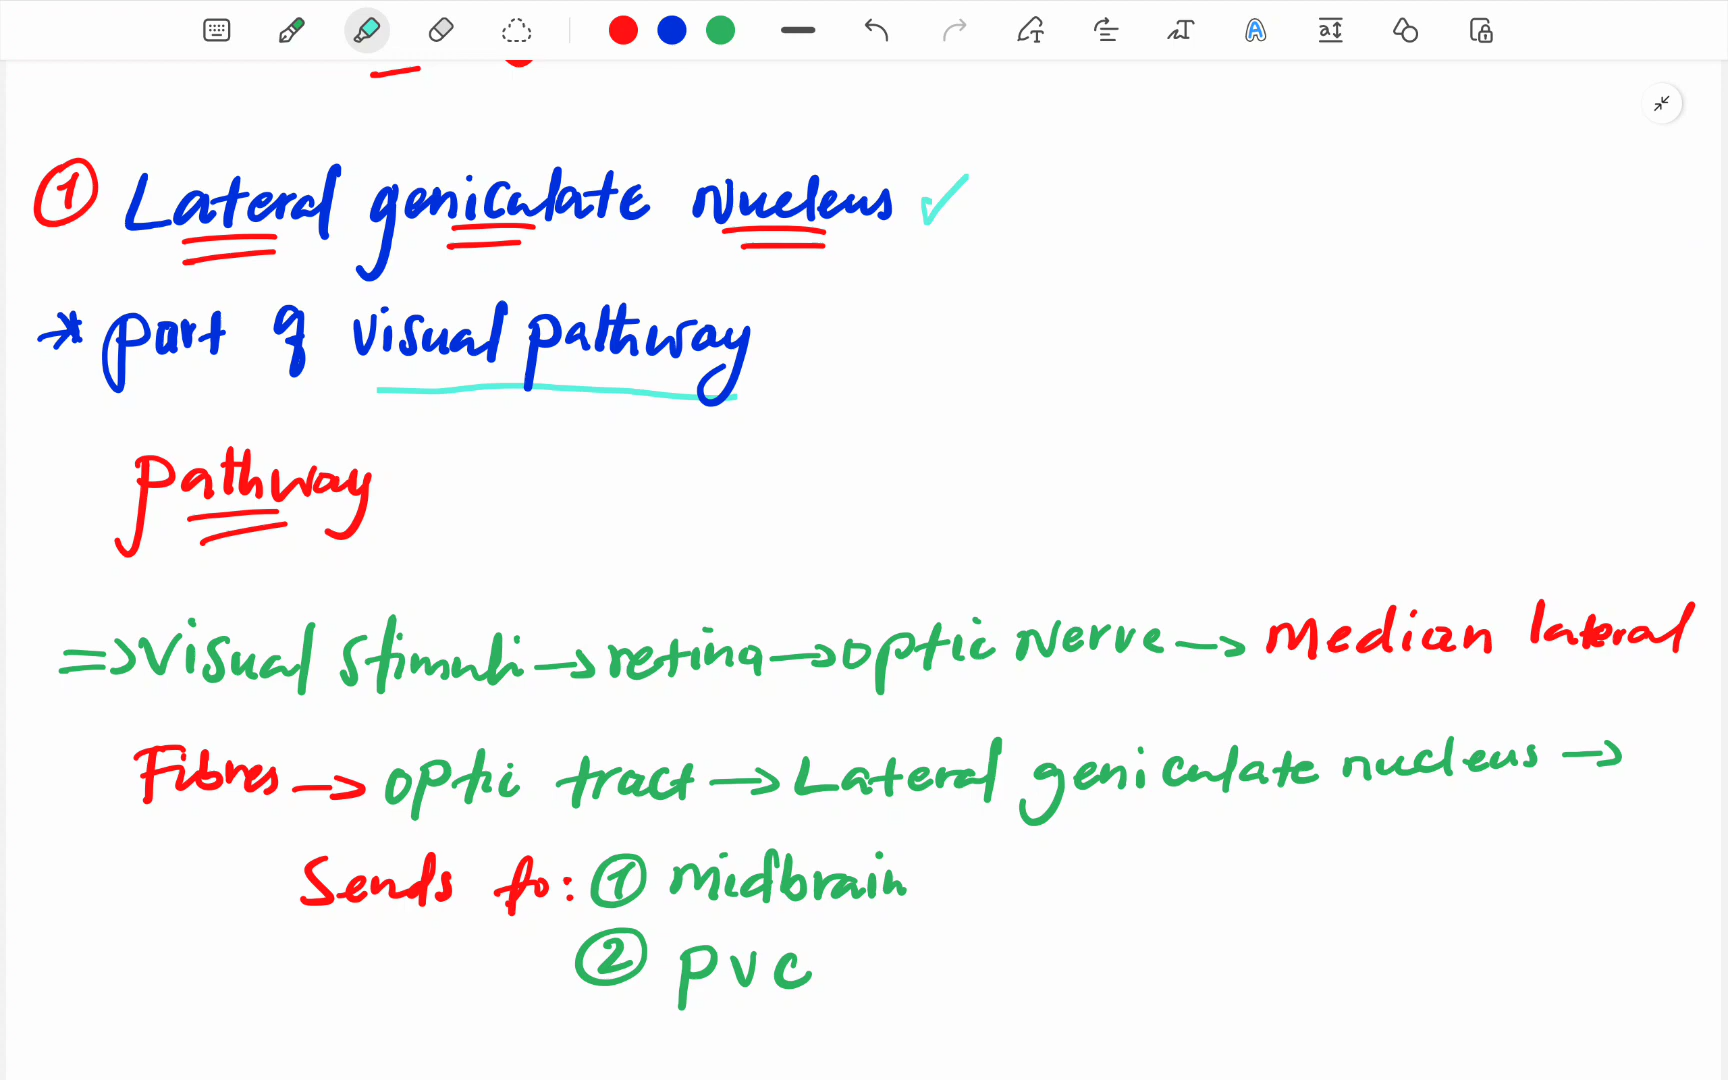 ① Lateral geniculate nucleus ✓
* part of visual pathway
pathway
=> Visual stimuli → retina → optic nerve → Median lateral
Fibres → optic tract → Lateral geniculate nucleus →
Sends to: ① midbrain
② PVC